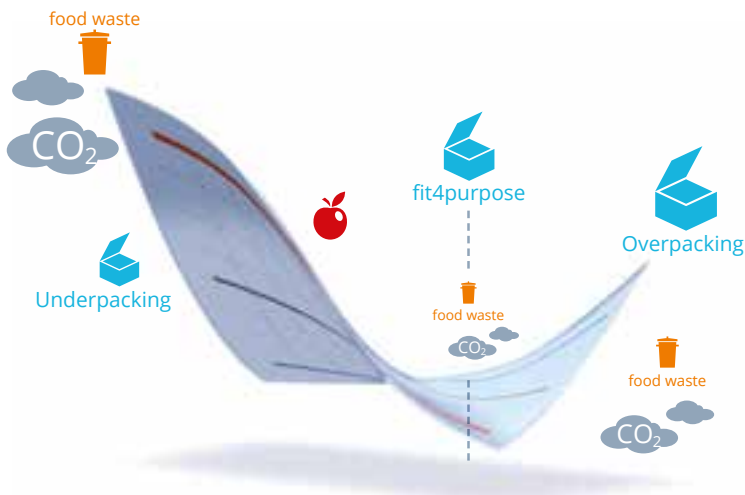 food waste
CO₂
Underpacking
fit4purpose
food waste
CO₂
Overpacking
food waste
CO₂